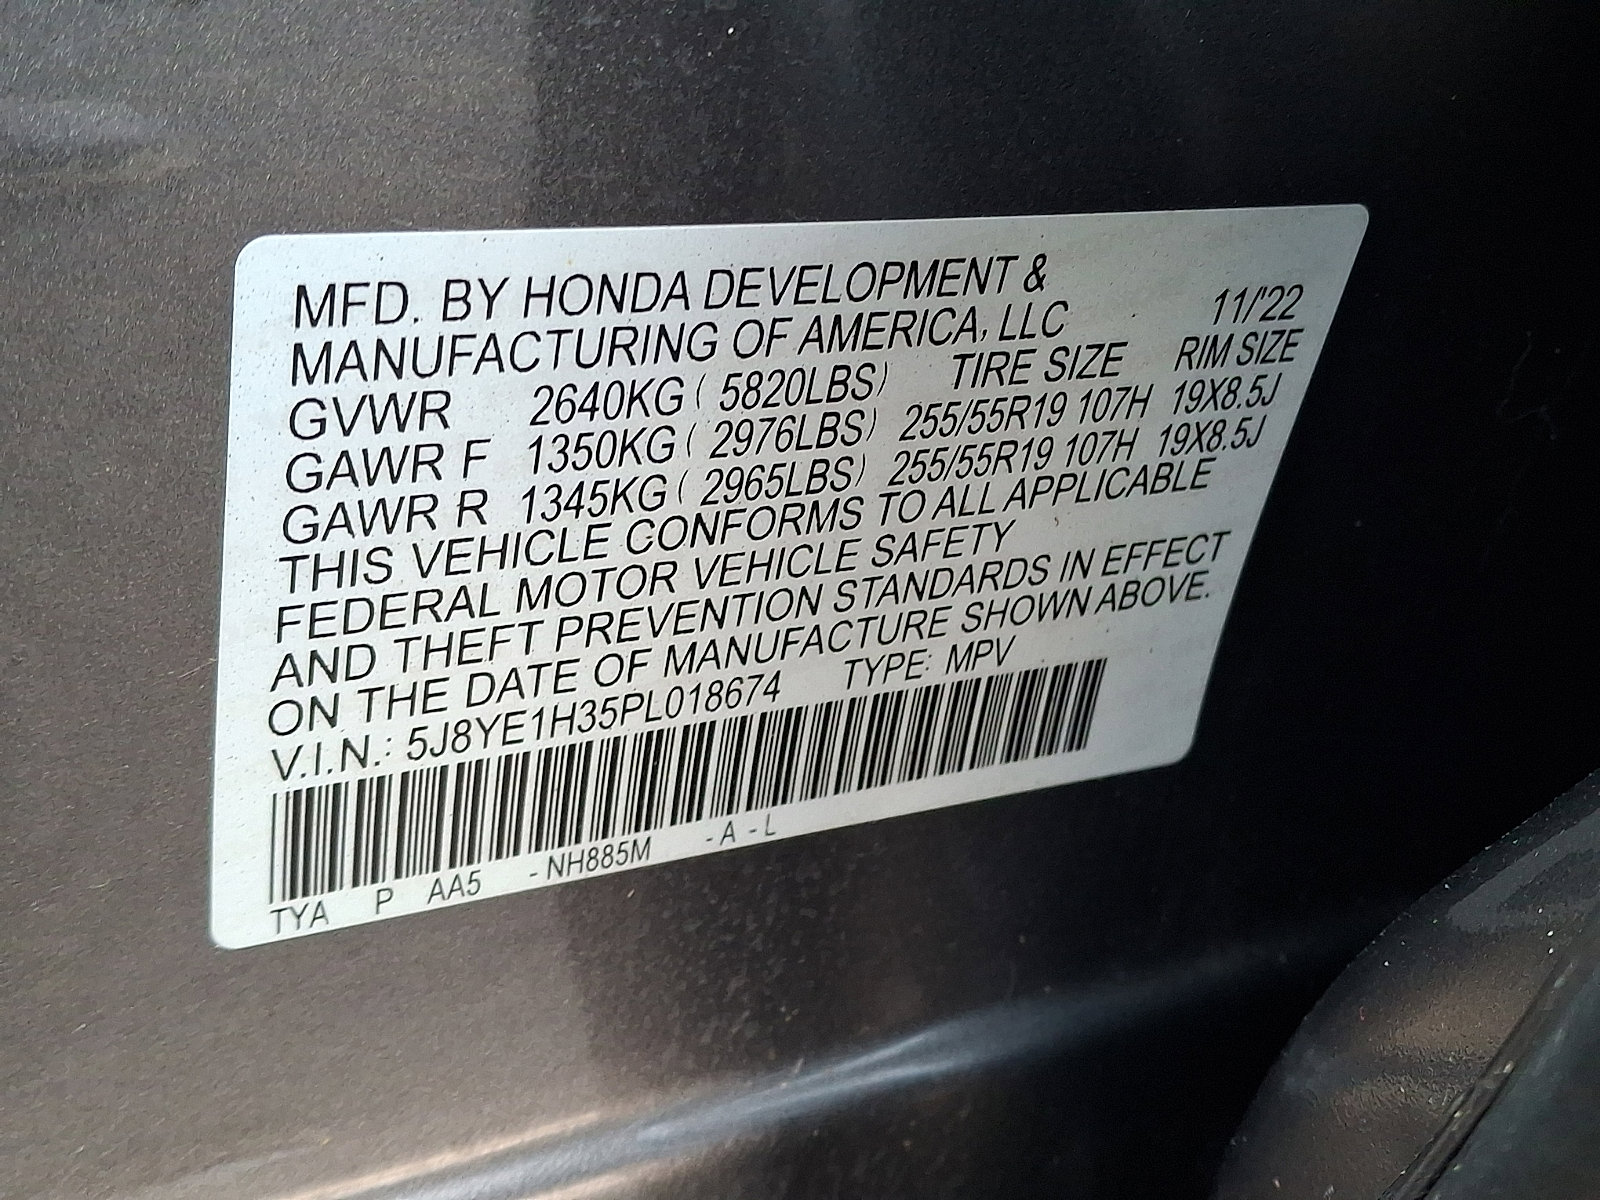 MFD. BY HONDA DEVELOPMENT &
MANUFACTURING OF AMERICA, LLC 11/'22
GVWR 2640KG ( 5820LBS) TIRE SIZE RIM SIZE
GAWR F 1350KG ( 2976LBS) 255/55R19 107H 19X8.5J
GAWR R 1345KG ( 2965LBS) 255/55R19 107H 19X8.5J
THIS VEHICLE CONFORMS TO ALL APPLICABLE
FEDERAL MOTOR VEHICLE SAFETY
AND THEFT PREVENTION STANDARDS IN EFFECT
ON THE DATE OF MANUFACTURE SHOWN ABOVE.
V.I.N.: 5J8YE1H35PL018674 TYPE: MPV
TYA P AA5 - NH885M - A - L